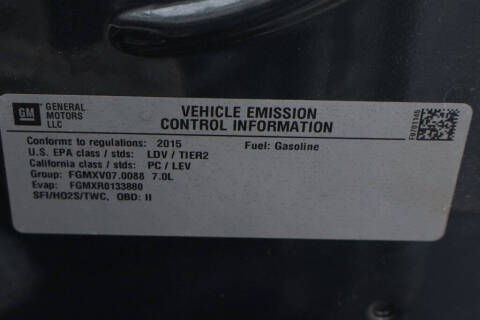 GM
GENERAL
MOTORS
LLC
VEHICLE EMISSION
CONTROL INFORMATION
Conforms to regulations: 2015 Fuel: Gasoline
U.S. EPA class / stds: LDV / TIER2
California class / stds: PC / LEV
Group: FGMXV07.0088 7.0L
Evap: FGMXR0133880
SFI/HO2S/TWC, OBD: II